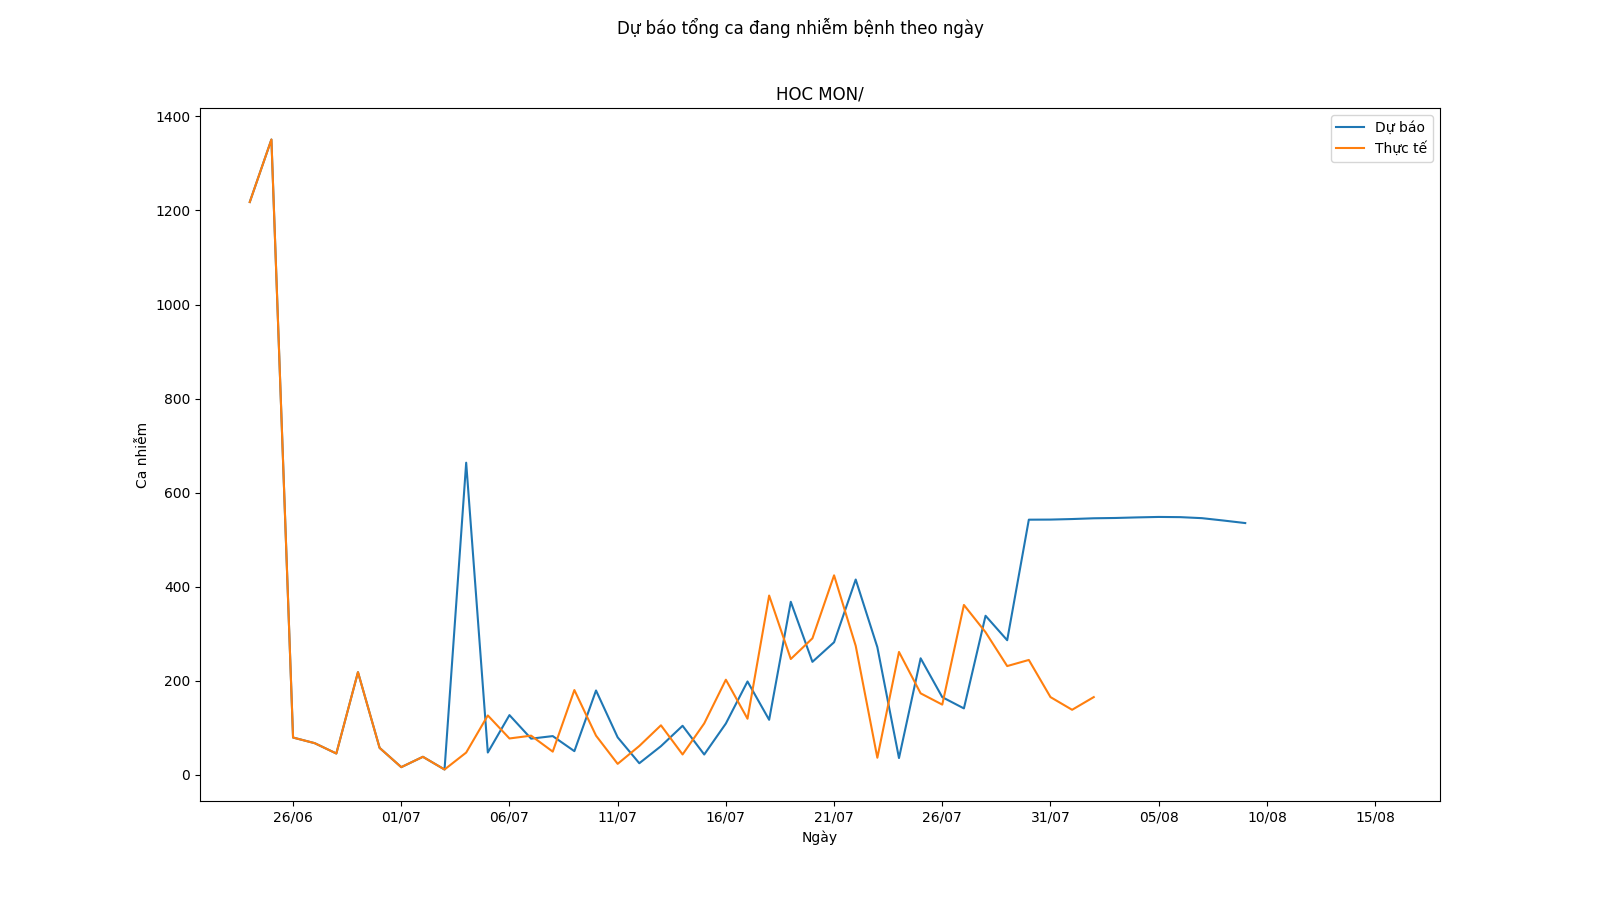 Dự báo tổng ca đang nhiễm bệnh theo ngày
HOC MON/
Dự báo
Thực tế
Ca nhiễm
1400
1200
1000
800
600
400
200
0
26/06 01/07 06/07 11/07 16/07 21/07 26/07 31/07 05/08 10/08 15/08
Ngày